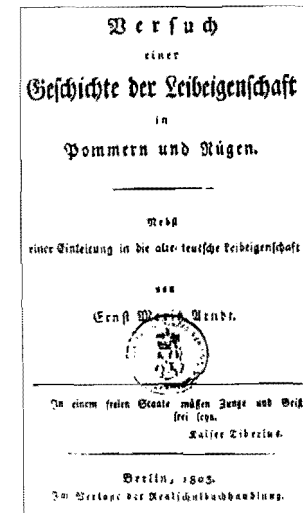 Versuch
einer
Geschichte der Leibeigenschaft
in
Pommern und Rügen.
Nebst
einer Einleitung in die alte teutsche Leibeigenschaft
von
Ernst Moritz Arndt.
In einem freien Staate müssen Zunge und Geist
frei seyn.
Kaiser Tiberius.
Berlin, 1803.
Im Verlage der Realschulbuchhandlung.